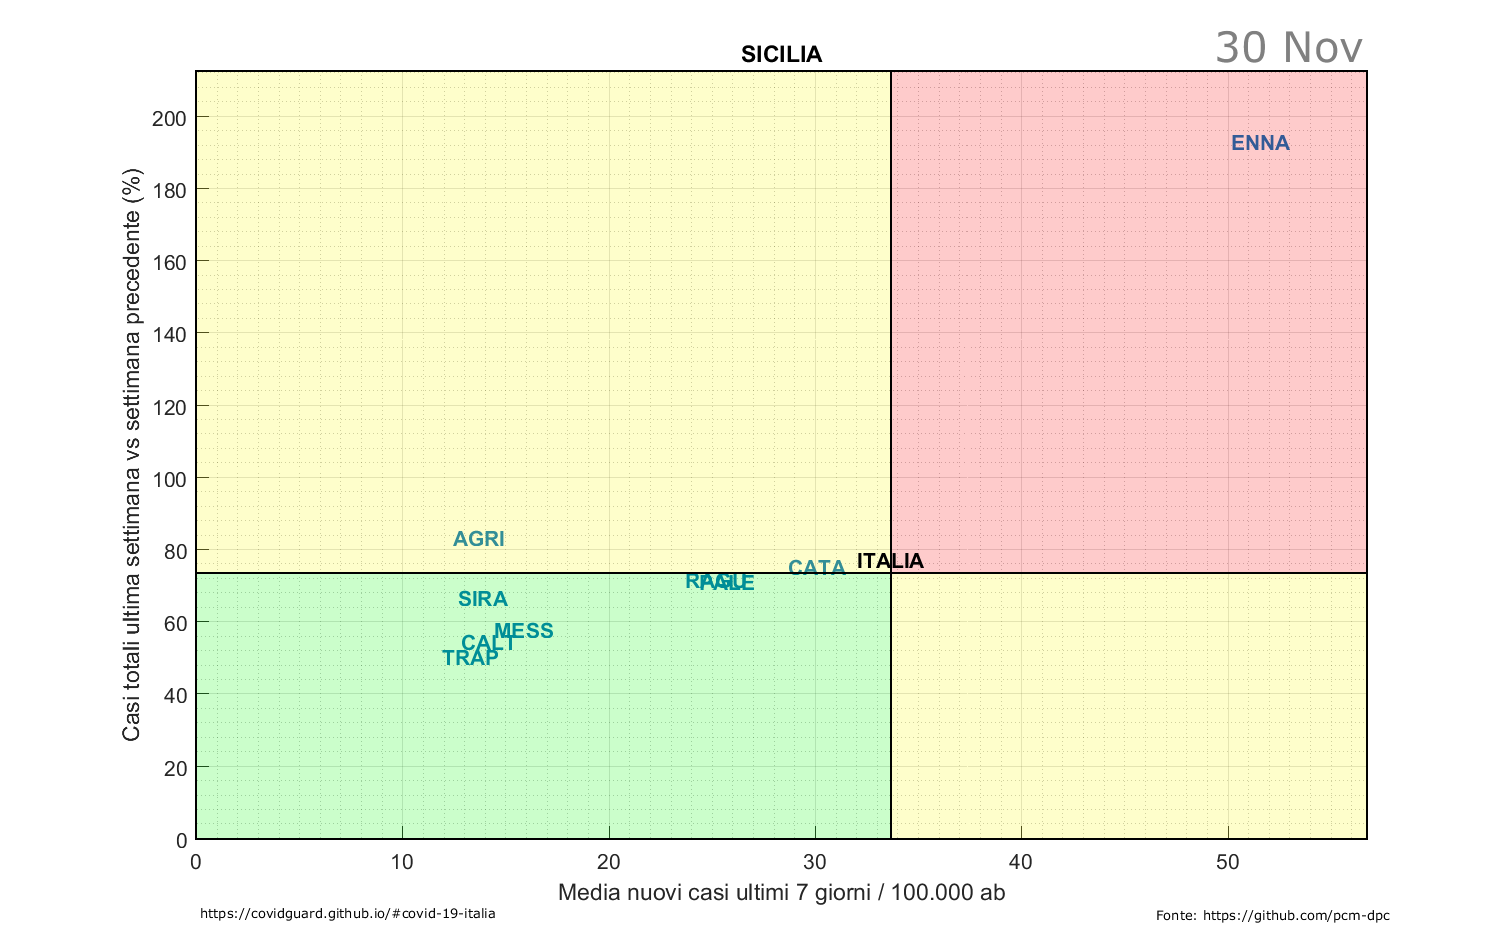 SICILIA
30 Nov
Casi totali ultima settimana vs settimana precedente (%)
200
180
160
140
120
100
80
60
40
20
0
ENNA
AGRI
ITALIA
CATA
RAGU
PALE
SIRA
MESS
CALT
TRAP
0 10 20 30 40 50
Media nuovi casi ultimi 7 giorni / 100.000 ab
https://covidguard.github.io/#covid-19-italia
Fonte: https://github.com/pcm-dpc